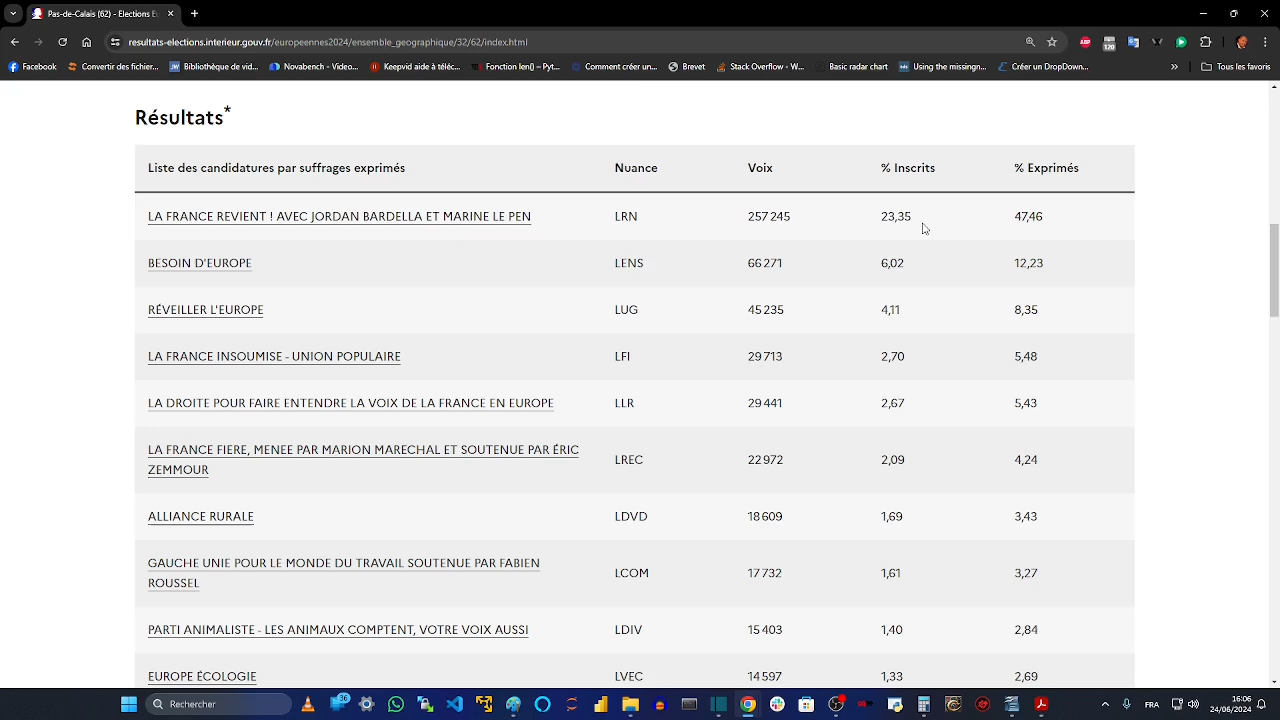 Pas-de-Calais (62) - Elections E
resultats-elections.interieur.gouv.fr/europeennes2024/ensemble_geographique/32/62/index.html
ABP
120
Facebook
Convertir des fichier...
Bibliothèque de vid...
Novabench - Video...
Keepvid aide à téléc...
Fonction len() – Pyt...
Comment créer un...
Brevet
Stack Overflow - W...
Basic radar chart
Using the missign...
Créer un DropDown...
»
Tous les favoris
Résultats*
Liste des candidatures par suffrages exprimés Nuance Voix % Inscrits % Exprimés
LA FRANCE REVIENT ! AVEC JORDAN BARDELLA ET MARINE LE PEN LRN 257 245 23,35 47,46
BESOIN D'EUROPE LENS 66 271 6,02 12,23
RÉVEILLER L'EUROPE LUG 45 235 4,11 8,35
LA FRANCE INSOUMISE - UNION POPULAIRE LFI 29 713 2,70 5,48
LA DROITE POUR FAIRE ENTENDRE LA VOIX DE LA FRANCE EN EUROPE LLR 29 441 2,67 5,43
LA FRANCE FIERE, MENEE PAR MARION MARECHAL ET SOUTENUE PAR ÉRIC
ZEMMOUR LREC 22 972 2,09 4,24
ALLIANCE RURALE LDVD 18 609 1,69 3,43
GAUCHE UNIE POUR LE MONDE DU TRAVAIL SOUTENUE PAR FABIEN
ROUSSEL LCOM 17 732 1,61 3,27
PARTI ANIMALISTE - LES ANIMAUX COMPTENT, VOTRE VOIX AUSSI LDIV 15 403 1,40 2,84
EUROPE ÉCOLOGIE LVEC 14 597 1,33 2,69
Rechercher
36
FRA
16:06
24/06/2024